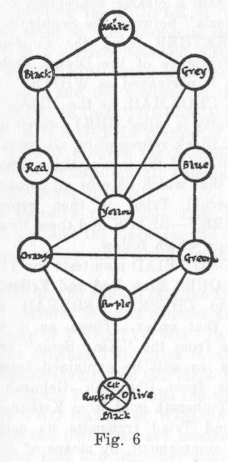 White
Black
Grey
Red
Blue
Yellow
Orange
Green
Purple
Cit
Russet Olive
Black
Fig. 6